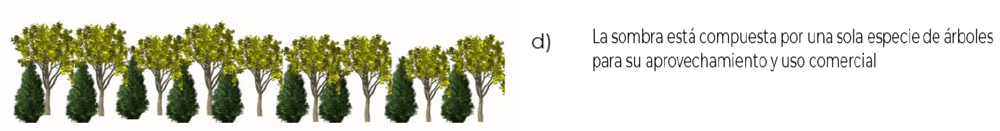 d)
La sombra está compuesta por una sola especie de árboles
para su aprovechamiento y uso comercial